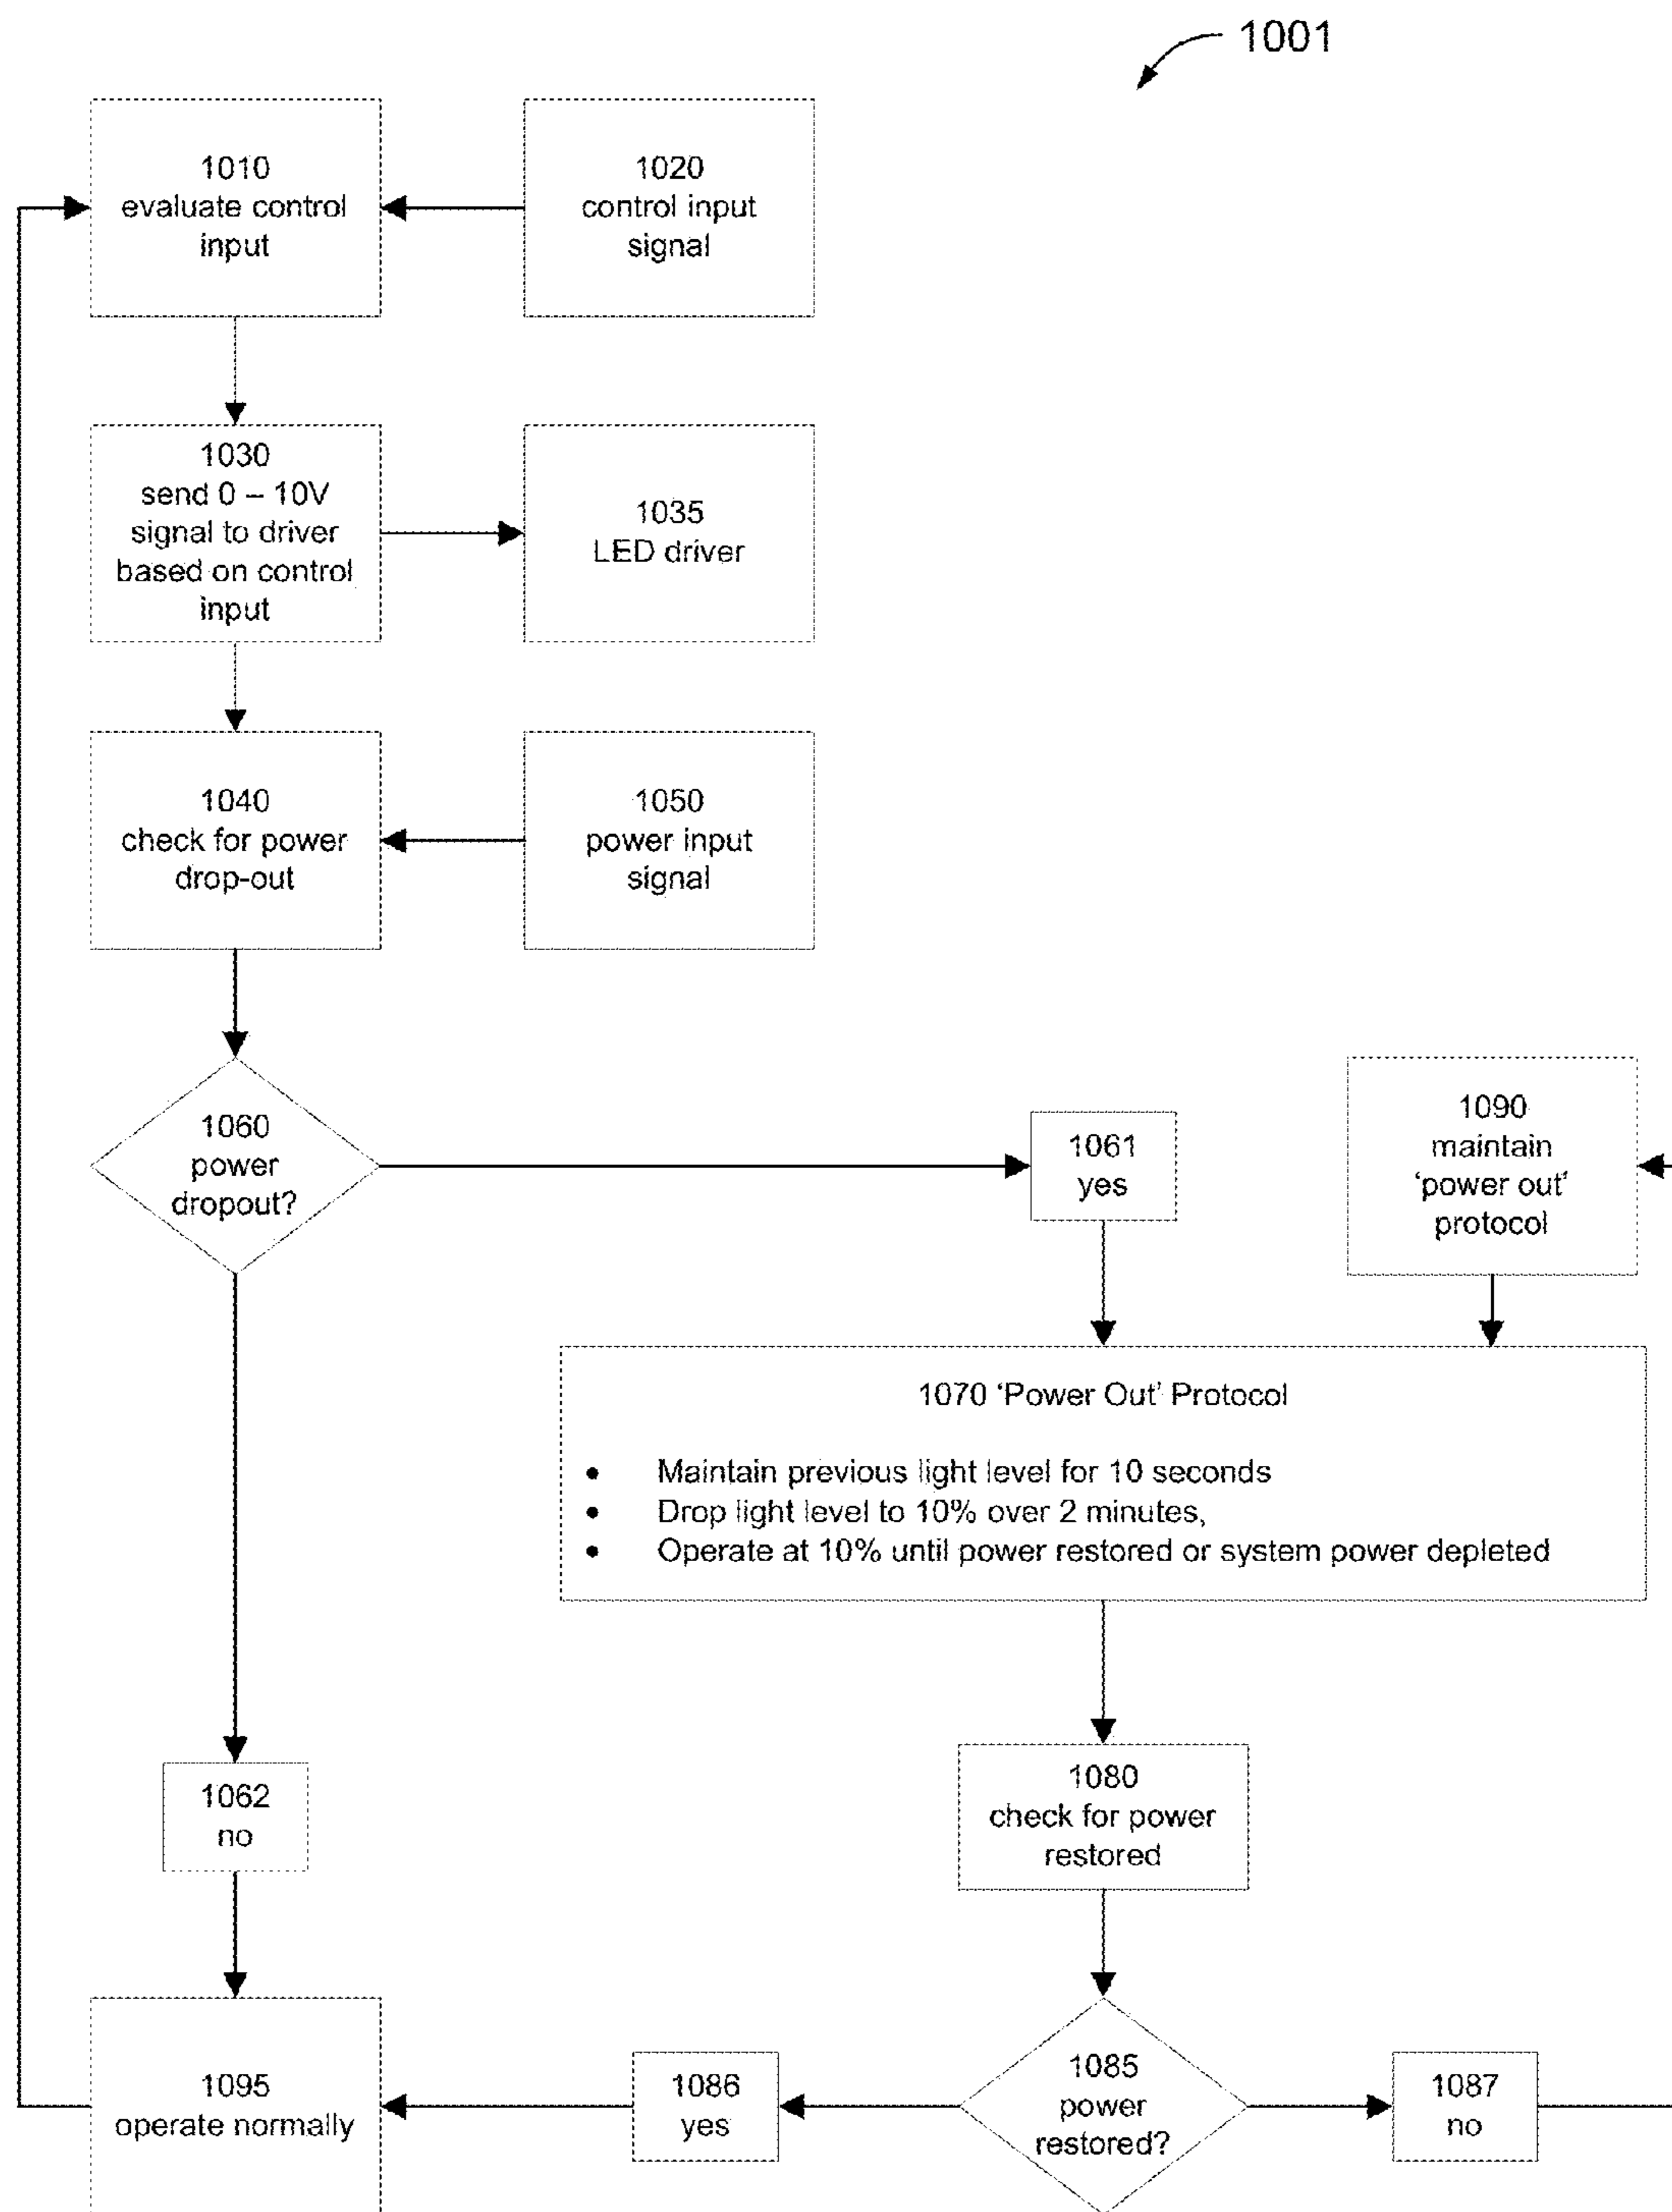 1001
1010
evaluate control
input
1020
control input
signal
1030
send 0 – 10V
signal to driver
based on control
input
1035
LED driver
1040
check for power
drop-out
1050
power input
signal
1060
power
dropout?
1061
yes
1090
maintain
‘power out’
protocol
1070 ‘Power Out’ Protocol
• Maintain previous light level for 10 seconds
• Drop light level to 10% over 2 minutes,
• Operate at 10% until power restored or system power depleted
1062
no
1080
check for power
restored
1095
operate normally
1086
yes
1085
power
restored?
1087
no